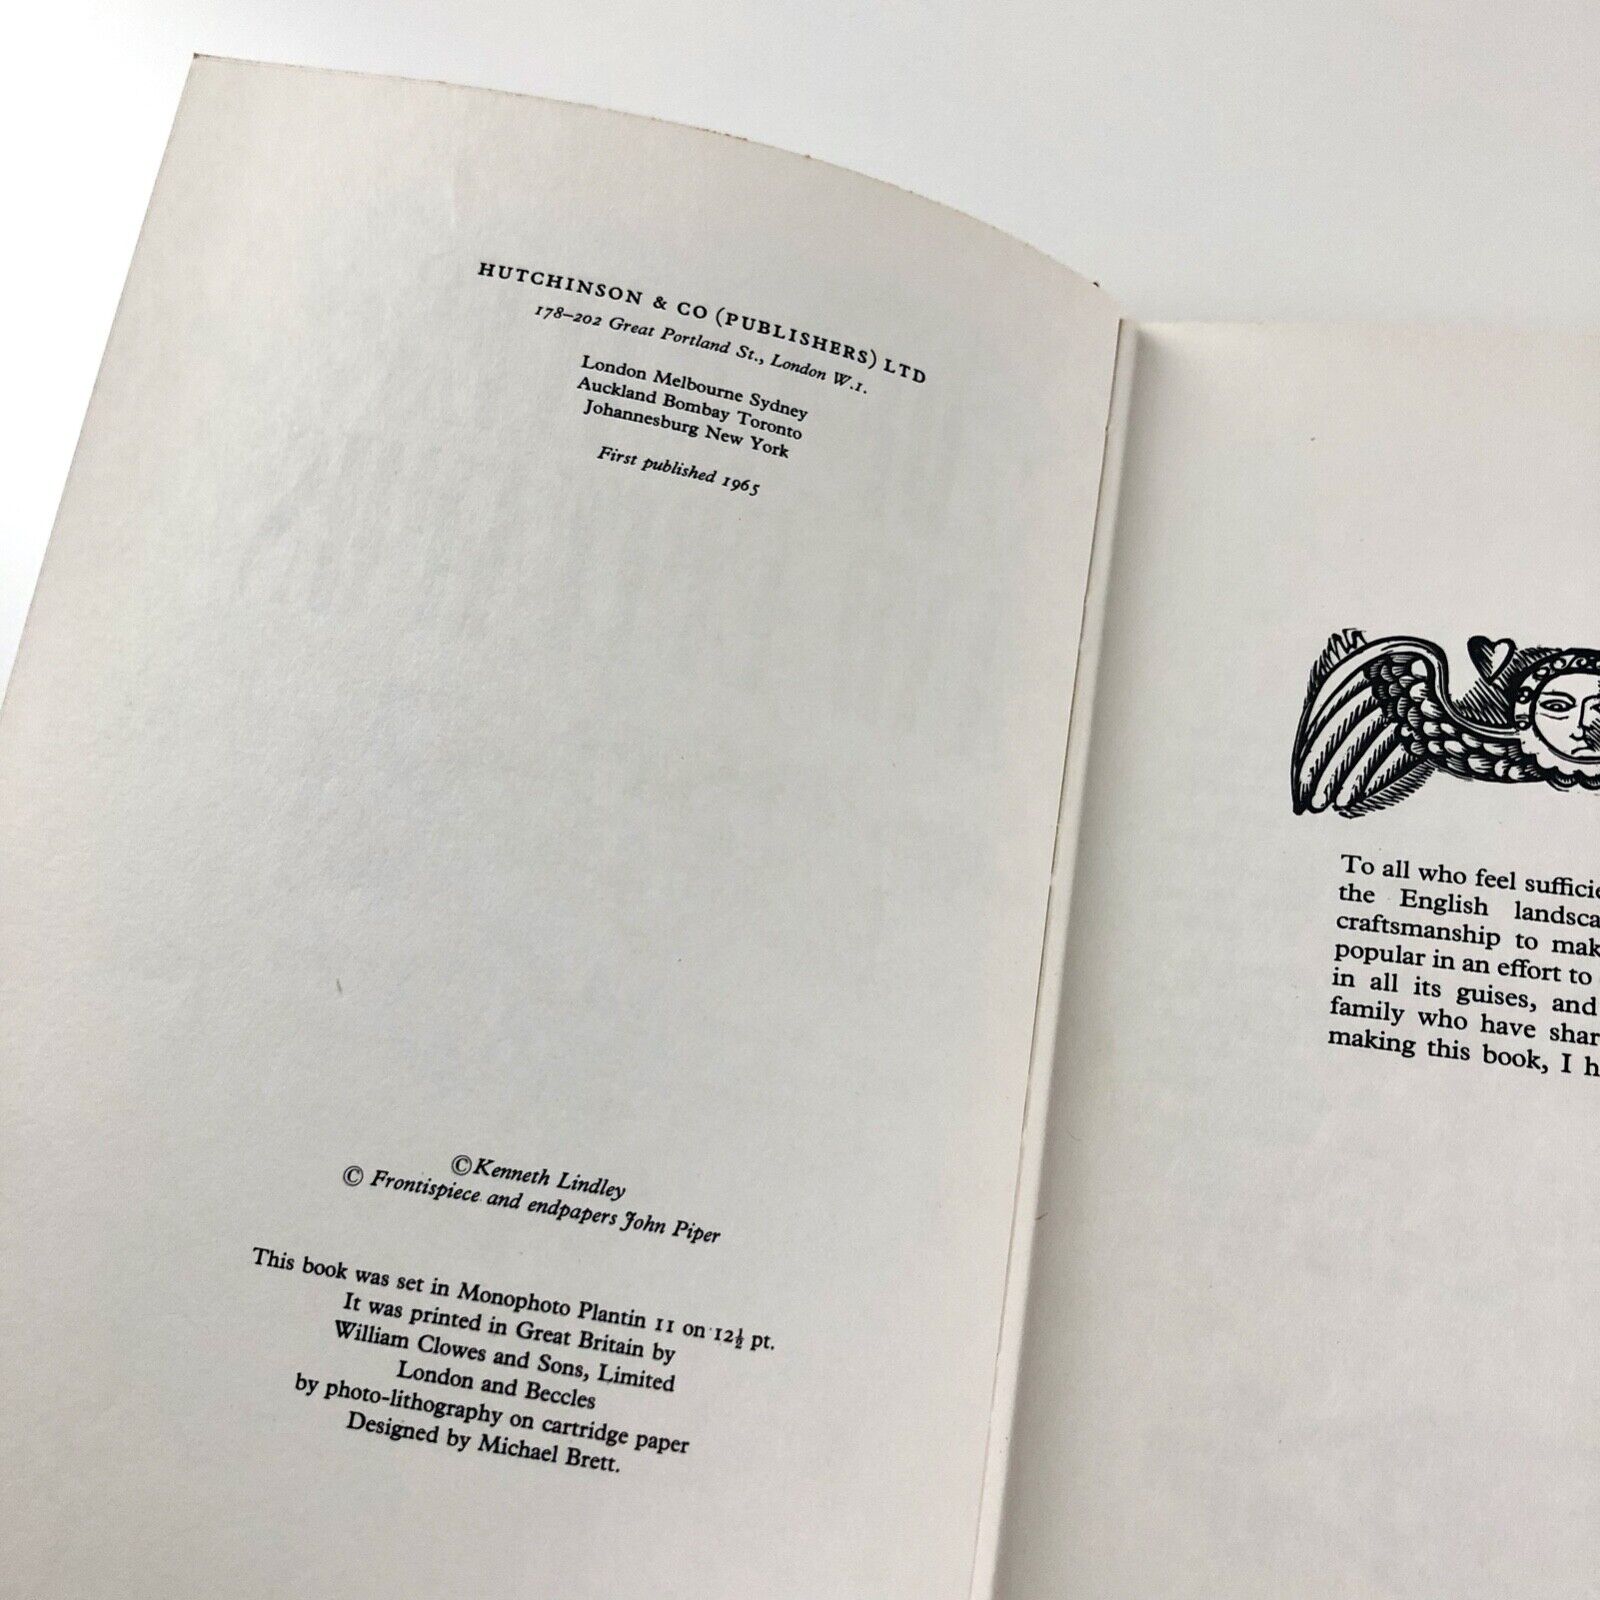 HUTCHINSON & CO (PUBLISHERS) LTD
178–202 Great Portland St., London W.1.
London Melbourne Sydney
Auckland Bombay Toronto
Johannesburg New York
First published 1965
© Kenneth Lindley
© Frontispiece and endpapers John Piper
This book was set in Monophoto Plantin 11 on 12½ pt.
It was printed in Great Britain by
William Clowes and Sons, Limited
London and Beccles
by photo-lithography on cartridge paper
Designed by Michael Brett.
To all who feel
the English
craftsmanship to
popular in an effort to
in all its guises, and
family who have
making this book, I